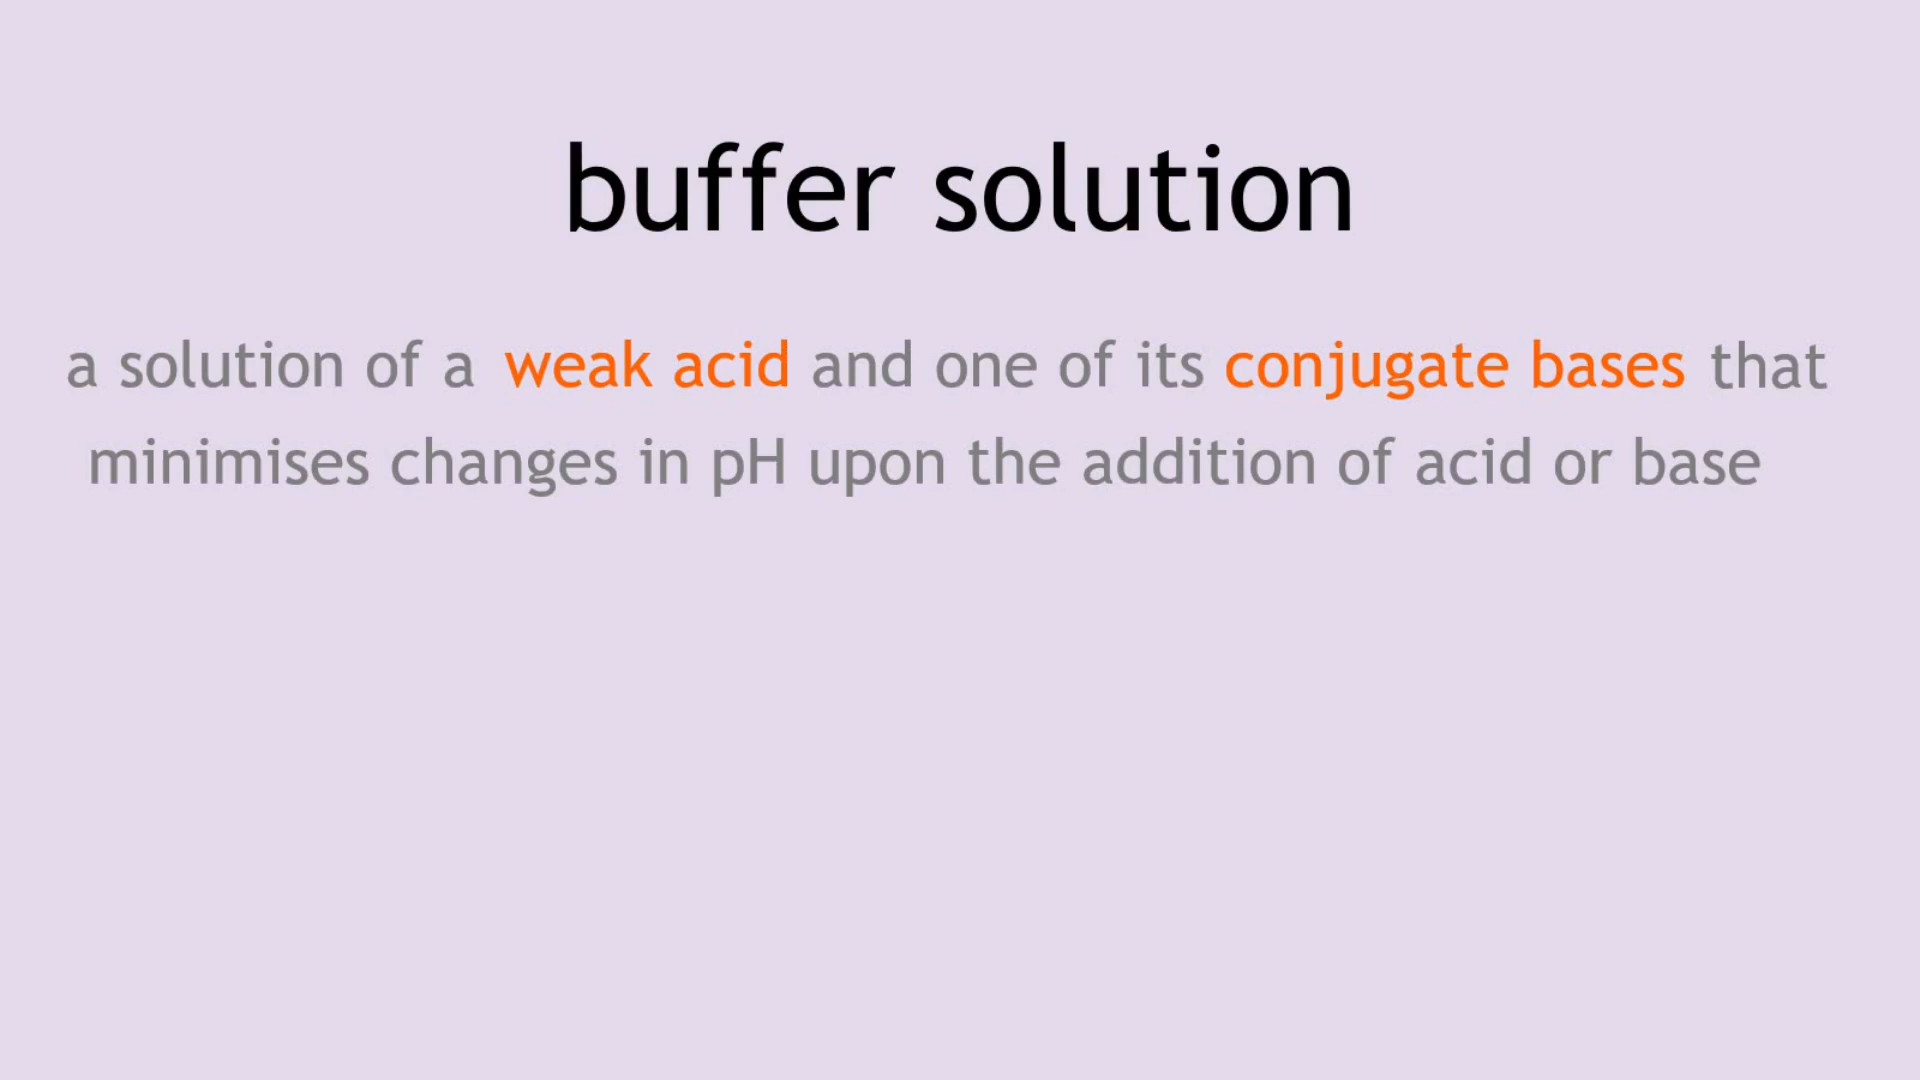 buffer solution
a solution of a weak acid and one of its conjugate bases that
minimises changes in pH upon the addition of acid or base